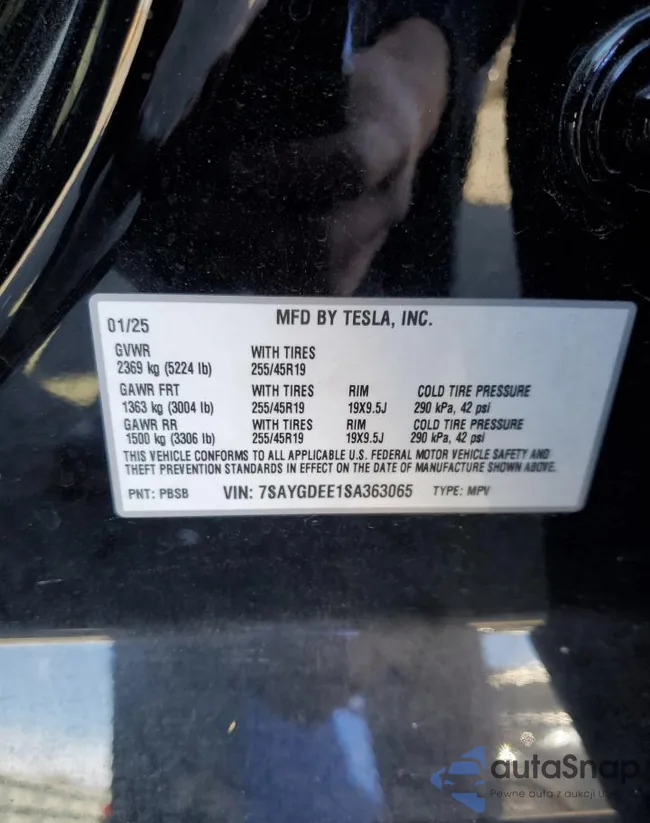 01/25 MFD BY TESLA, INC.
GVWR WITH TIRES
2369 kg (5224 lb) 255/45R19
GAWR FRT WITH TIRES RIM COLD TIRE PRESSURE
1363 kg (3004 lb) 255/45R19 19X9.5J 290 kPa, 42 psi
GAWR RR WITH TIRES RIM COLD TIRE PRESSURE
1500 kg (3306 lb) 255/45R19 19X9.5J 290 kPa, 42 psi
THIS VEHICLE CONFORMS TO ALL APPLICABLE U.S. FEDERAL MOTOR VEHICLE SAFETY AND
THEFT PREVENTION STANDARDS IN EFFECT ON THE DATE OF MANUFACTURE SHOWN ABOVE.
PNT: PBSB VIN: 7SAYGDEE1SA363065 TYPE: MPV
autaSnap
Pewne auta z aukcji USA